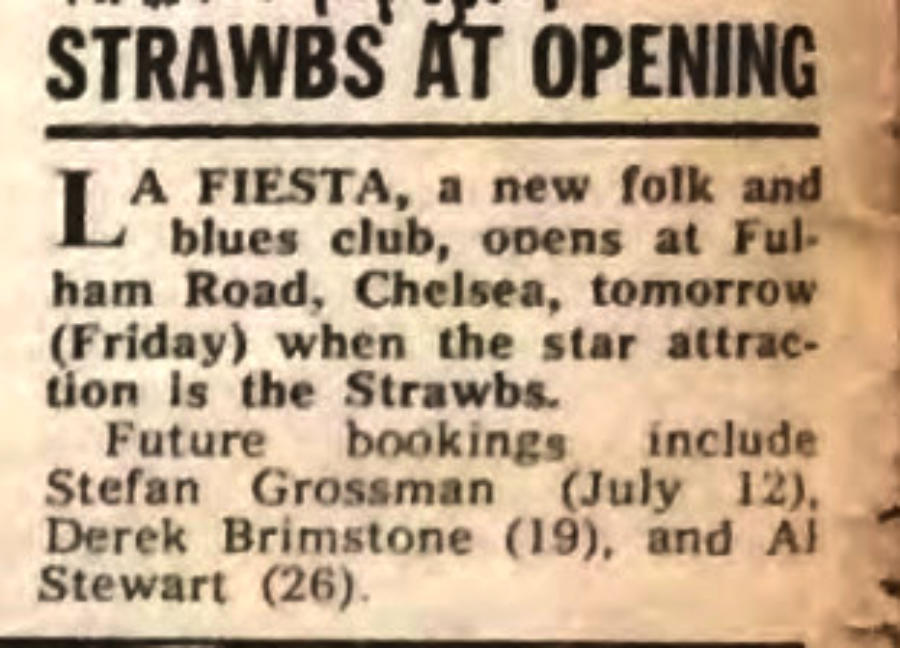 STRAWBS AT OPENING
LA FIESTA, a new folk and
blues club, opens at Ful-
ham Road, Chelsea, tomorrow
(Friday) when the star attrac-
tion is the Strawbs.
Future bookings include
Stefan Grossman (July 12),
Derek Brimstone (19), and Al
Stewart (26).